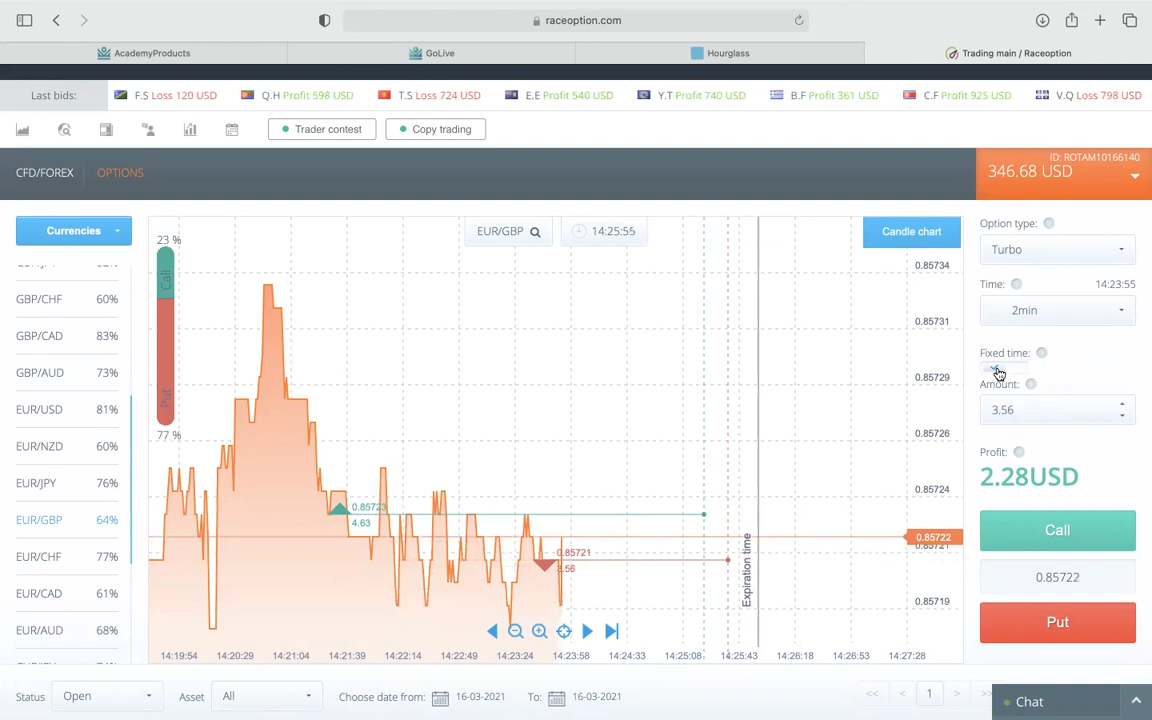 raceoption.com
AcademyProducts
GoLive
Hourglass
Trading main / Raceoption
Last bids:
F.S Loss 120 USD
Q.H Profit 598 USD
T.S Loss 724 USD
E.E Profit 540 USD
Y.T Profit 740 USD
B.F Profit 361 USD
C.F Profit 925 USD
V.Q Loss 798 USD
Trader contest
Copy trading
CFD/FOREX
OPTIONS
ID: ROTAM10166140
346.68 USD
Currencies
GBP/CHF 60%
GBP/CAD 83%
GBP/AUD 73%
EUR/USD 81%
EUR/NZD 60%
EUR/JPY 76%
EUR/GBP 64%
EUR/CHF 77%
EUR/CAD 61%
EUR/AUD 68%
23 %
Call
Put
77 %
EUR/GBP
14:25:55
Candle chart
0.85734
0.85731
0.85729
0.85726
0.85724
0.85722
0.85721
0.85719
0.85723
4.63
0.85721
3.56
Expiration time
14:19:54
14:20:29
14:21:04
14:21:39
14:22:14
14:22:49
14:23:24
14:23:58
14:24:33
14:25:08
14:25:43
14:26:18
14:26:53
14:27:28
Option type:
Turbo
Time:
14:23:55
2min
Fixed time:
Amount:
3.56
Profit:
2.28USD
Call
0.85722
Put
Status
Open
Asset
All
Choose date from:
16-03-2021
To:
16-03-2021
<<
<
1
>
>>
Chat